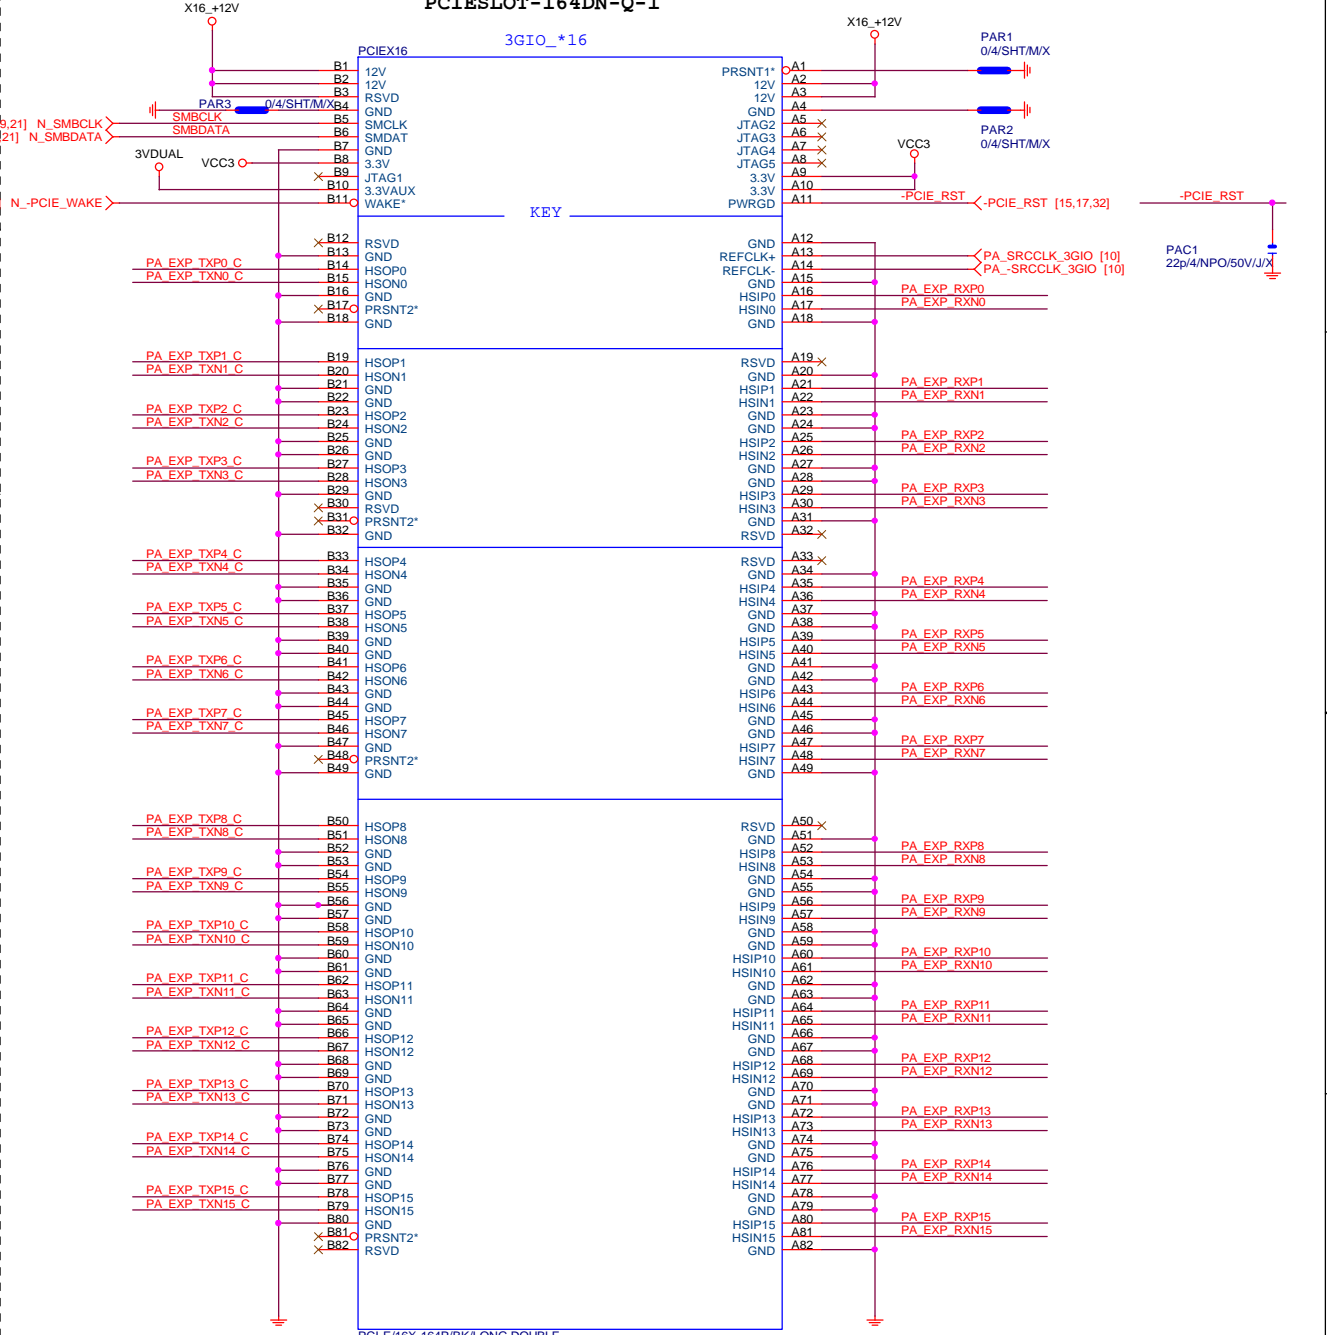 PCIESLOT-164DN-Q-1
3GIO_*16
X16_+12V
X16_+12V
PCIEX16
PAR1
0/4/SHT/M/X
PAR2
0/4/SHT/M/X
PAR3 0/4/SHT/M/X
9,21] N_SMBCLK SMBCLK
21] N_SMBDATA SMBDATA
3VDUAL
VCC3
VCC3
N_-PCIE_WAKE
-PCIE_RST -PCIE_RST [15,17,32]
-PCIE_RST
PAC1
22p/4/NPO/50V/J/X
PA_SRCCLK_3GIO [10]
PA_-SRCCLK_3GIO [10]
B1 12V PRSNT1* A1
B2 12V 12V A2
B3 RSVD 12V A3
B4 GND GND A4
B5 SMCLK JTAG2 A5
B6 SMDAT JTAG3 A6
B7 GND JTAG4 A7
B8 3.3V JTAG5 A8
B9 JTAG1 3.3V A9
B10 3.3VAUX 3.3V A10
B11 WAKE* PWRGD A11
KEY
B12 RSVD GND A12
B13 GND REFCLK+ A13
PA_EXP_TXP0_C B14 HSOP0 REFCLK- A14
PA_EXP_TXN0_C B15 HSON0 GND A15
B16 GND HSIP0 A16 PA_EXP_RXP0
B17 PRSNT2* HSIN0 A17 PA_EXP_RXN0
B18 GND GND A18
PA_EXP_TXP1_C B19 HSOP1 RSVD A19
PA_EXP_TXN1_C B20 HSON1 GND A20
B21 GND HSIP1 A21 PA_EXP_RXP1
B22 GND HSIN1 A22 PA_EXP_RXN1
PA_EXP_TXP2_C B23 HSOP2 GND A23
PA_EXP_TXN2_C B24 HSON2 GND A24
B25 GND HSIP2 A25 PA_EXP_RXP2
B26 GND HSIN2 A26 PA_EXP_RXN2
PA_EXP_TXP3_C B27 HSOP3 GND A27
PA_EXP_TXN3_C B28 HSON3 GND A28
B29 GND HSIP3 A29 PA_EXP_RXP3
B30 RSVD HSIN3 A30 PA_EXP_RXN3
B31 PRSNT2* GND A31
B32 GND RSVD A32
PA_EXP_TXP4_C B33 HSOP4 RSVD A33
PA_EXP_TXN4_C B34 HSON4 GND A34
B35 GND HSIP4 A35 PA_EXP_RXP4
B36 GND HSIN4 A36 PA_EXP_RXN4
PA_EXP_TXP5_C B37 HSOP5 GND A37
PA_EXP_TXN5_C B38 HSON5 GND A38
B39 GND HSIP5 A39 PA_EXP_RXP5
B40 GND HSIN5 A40 PA_EXP_RXN5
PA_EXP_TXP6_C B41 HSOP6 GND A41
PA_EXP_TXN6_C B42 HSON6 GND A42
B43 GND HSIP6 A43 PA_EXP_RXP6
B44 GND HSIN6 A44 PA_EXP_RXN6
PA_EXP_TXP7_C B45 HSOP7 GND A45
PA_EXP_TXN7_C B46 HSON7 GND A46
B47 GND HSIP7 A47 PA_EXP_RXP7
B48 PRSNT2* HSIN7 A48 PA_EXP_RXN7
B49 GND GND A49
PA_EXP_TXP8_C B50 HSOP8 RSVD A50
PA_EXP_TXN8_C B51 HSON8 GND A51
B52 GND HSIP8 A52 PA_EXP_RXP8
B53 GND HSIN8 A53 PA_EXP_RXN8
PA_EXP_TXP9_C B54 HSOP9 GND A54
PA_EXP_TXN9_C B55 HSON9 GND A55
B56 GND HSIP9 A56 PA_EXP_RXP9
B57 GND HSIN9 A57 PA_EXP_RXN9
PA_EXP_TXP10_C B58 HSOP10 GND A58
PA_EXP_TXN10_C B59 HSON10 GND A59
B60 GND HSIP10 A60 PA_EXP_RXP10
B61 GND HSIN10 A61 PA_EXP_RXN10
PA_EXP_TXP11_C B62 HSOP11 GND A62
PA_EXP_TXN11_C B63 HSON11 GND A63
B64 GND HSIP11 A64 PA_EXP_RXP11
B65 GND HSIN11 A65 PA_EXP_RXN11
PA_EXP_TXP12_C B66 HSOP12 GND A66
PA_EXP_TXN12_C B67 HSON12 GND A67
B68 GND HSIP12 A68 PA_EXP_RXP12
B69 GND HSIN12 A69 PA_EXP_RXN12
PA_EXP_TXP13_C B70 HSOP13 GND A70
PA_EXP_TXN13_C B71 HSON13 GND A71
B72 GND HSIP13 A72 PA_EXP_RXP13
B73 GND HSIN13 A73 PA_EXP_RXN13
PA_EXP_TXP14_C B74 HSOP14 GND A74
PA_EXP_TXN14_C B75 HSON14 GND A75
B76 GND HSIP14 A76 PA_EXP_RXP14
B77 GND HSIN14 A77 PA_EXP_RXN14
PA_EXP_TXP15_C B78 HSOP15 GND A78
PA_EXP_TXN15_C B79 HSON15 GND A79
B80 GND HSIP15 A80 PA_EXP_RXP15
B81 PRSNT2* HSIN15 A81 PA_EXP_RXN15
B82 RSVD GND A82